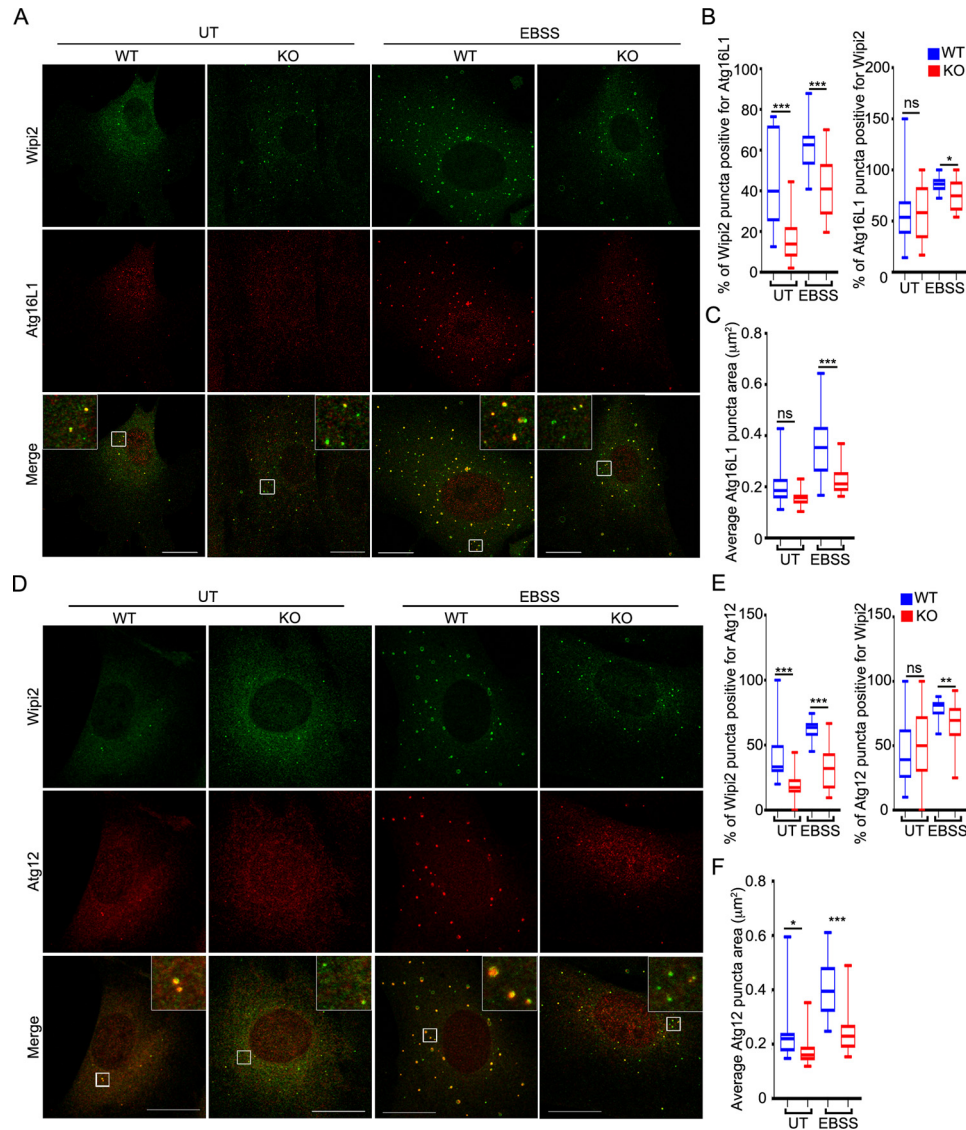 A
UT EBSS
WT KO WT KO
Wipi2
Atg16L1
Merge
B
WT
KO
% of Wipi2 puncta positive for Atg16L1
100
80
60
40
20
0
***
***
UT EBSS
% of Atg16L1 puncta positive for Wipi2
200
150
100
50
0
ns
*
UT EBSS
C
Average Atg16L1 puncta area (μm²)
0.8
0.6
0.4
0.2
0
ns
***
UT EBSS
D
UT EBSS
WT KO WT KO
Wipi2
Atg12
Merge
E
WT
KO
% of Wipi2 puncta positive for Atg12
150
100
50
0
***
***
UT EBSS
% of Atg12 puncta positive for Wipi2
150
100
50
0
ns
**
UT EBSS
F
Average Atg12 puncta area (μm²)
0.8
0.6
0.4
0.2
0
*
***
UT EBSS